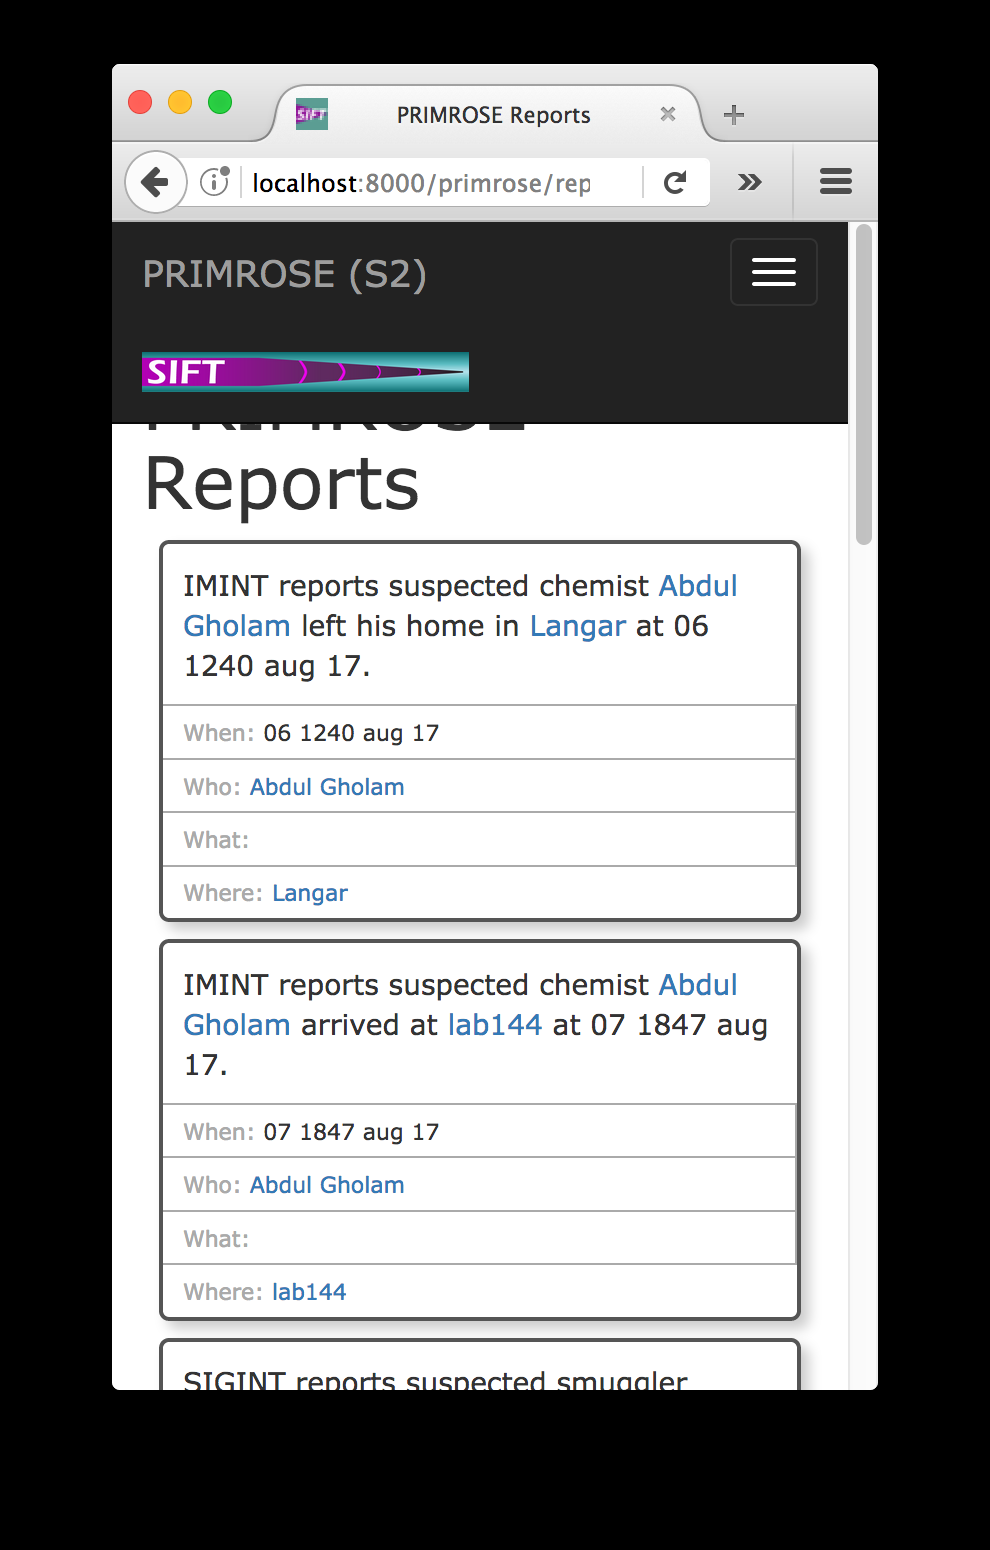 SIFT
PRIMROSE Reports
localhost:8000/primrose/rep
PRIMROSE (S2)
SIFT
PRIMROSE
Reports
IMINT reports suspected chemist Abdul
Gholam left his home in Langar at 06
1240 aug 17.
When: 06 1240 aug 17
Who: Abdul Gholam
What:
Where: Langar
IMINT reports suspected chemist Abdul
Gholam arrived at lab144 at 07 1847 aug
17.
When: 07 1847 aug 17
Who: Abdul Gholam
What:
Where: lab144
SIGINT reports suspected smuggler